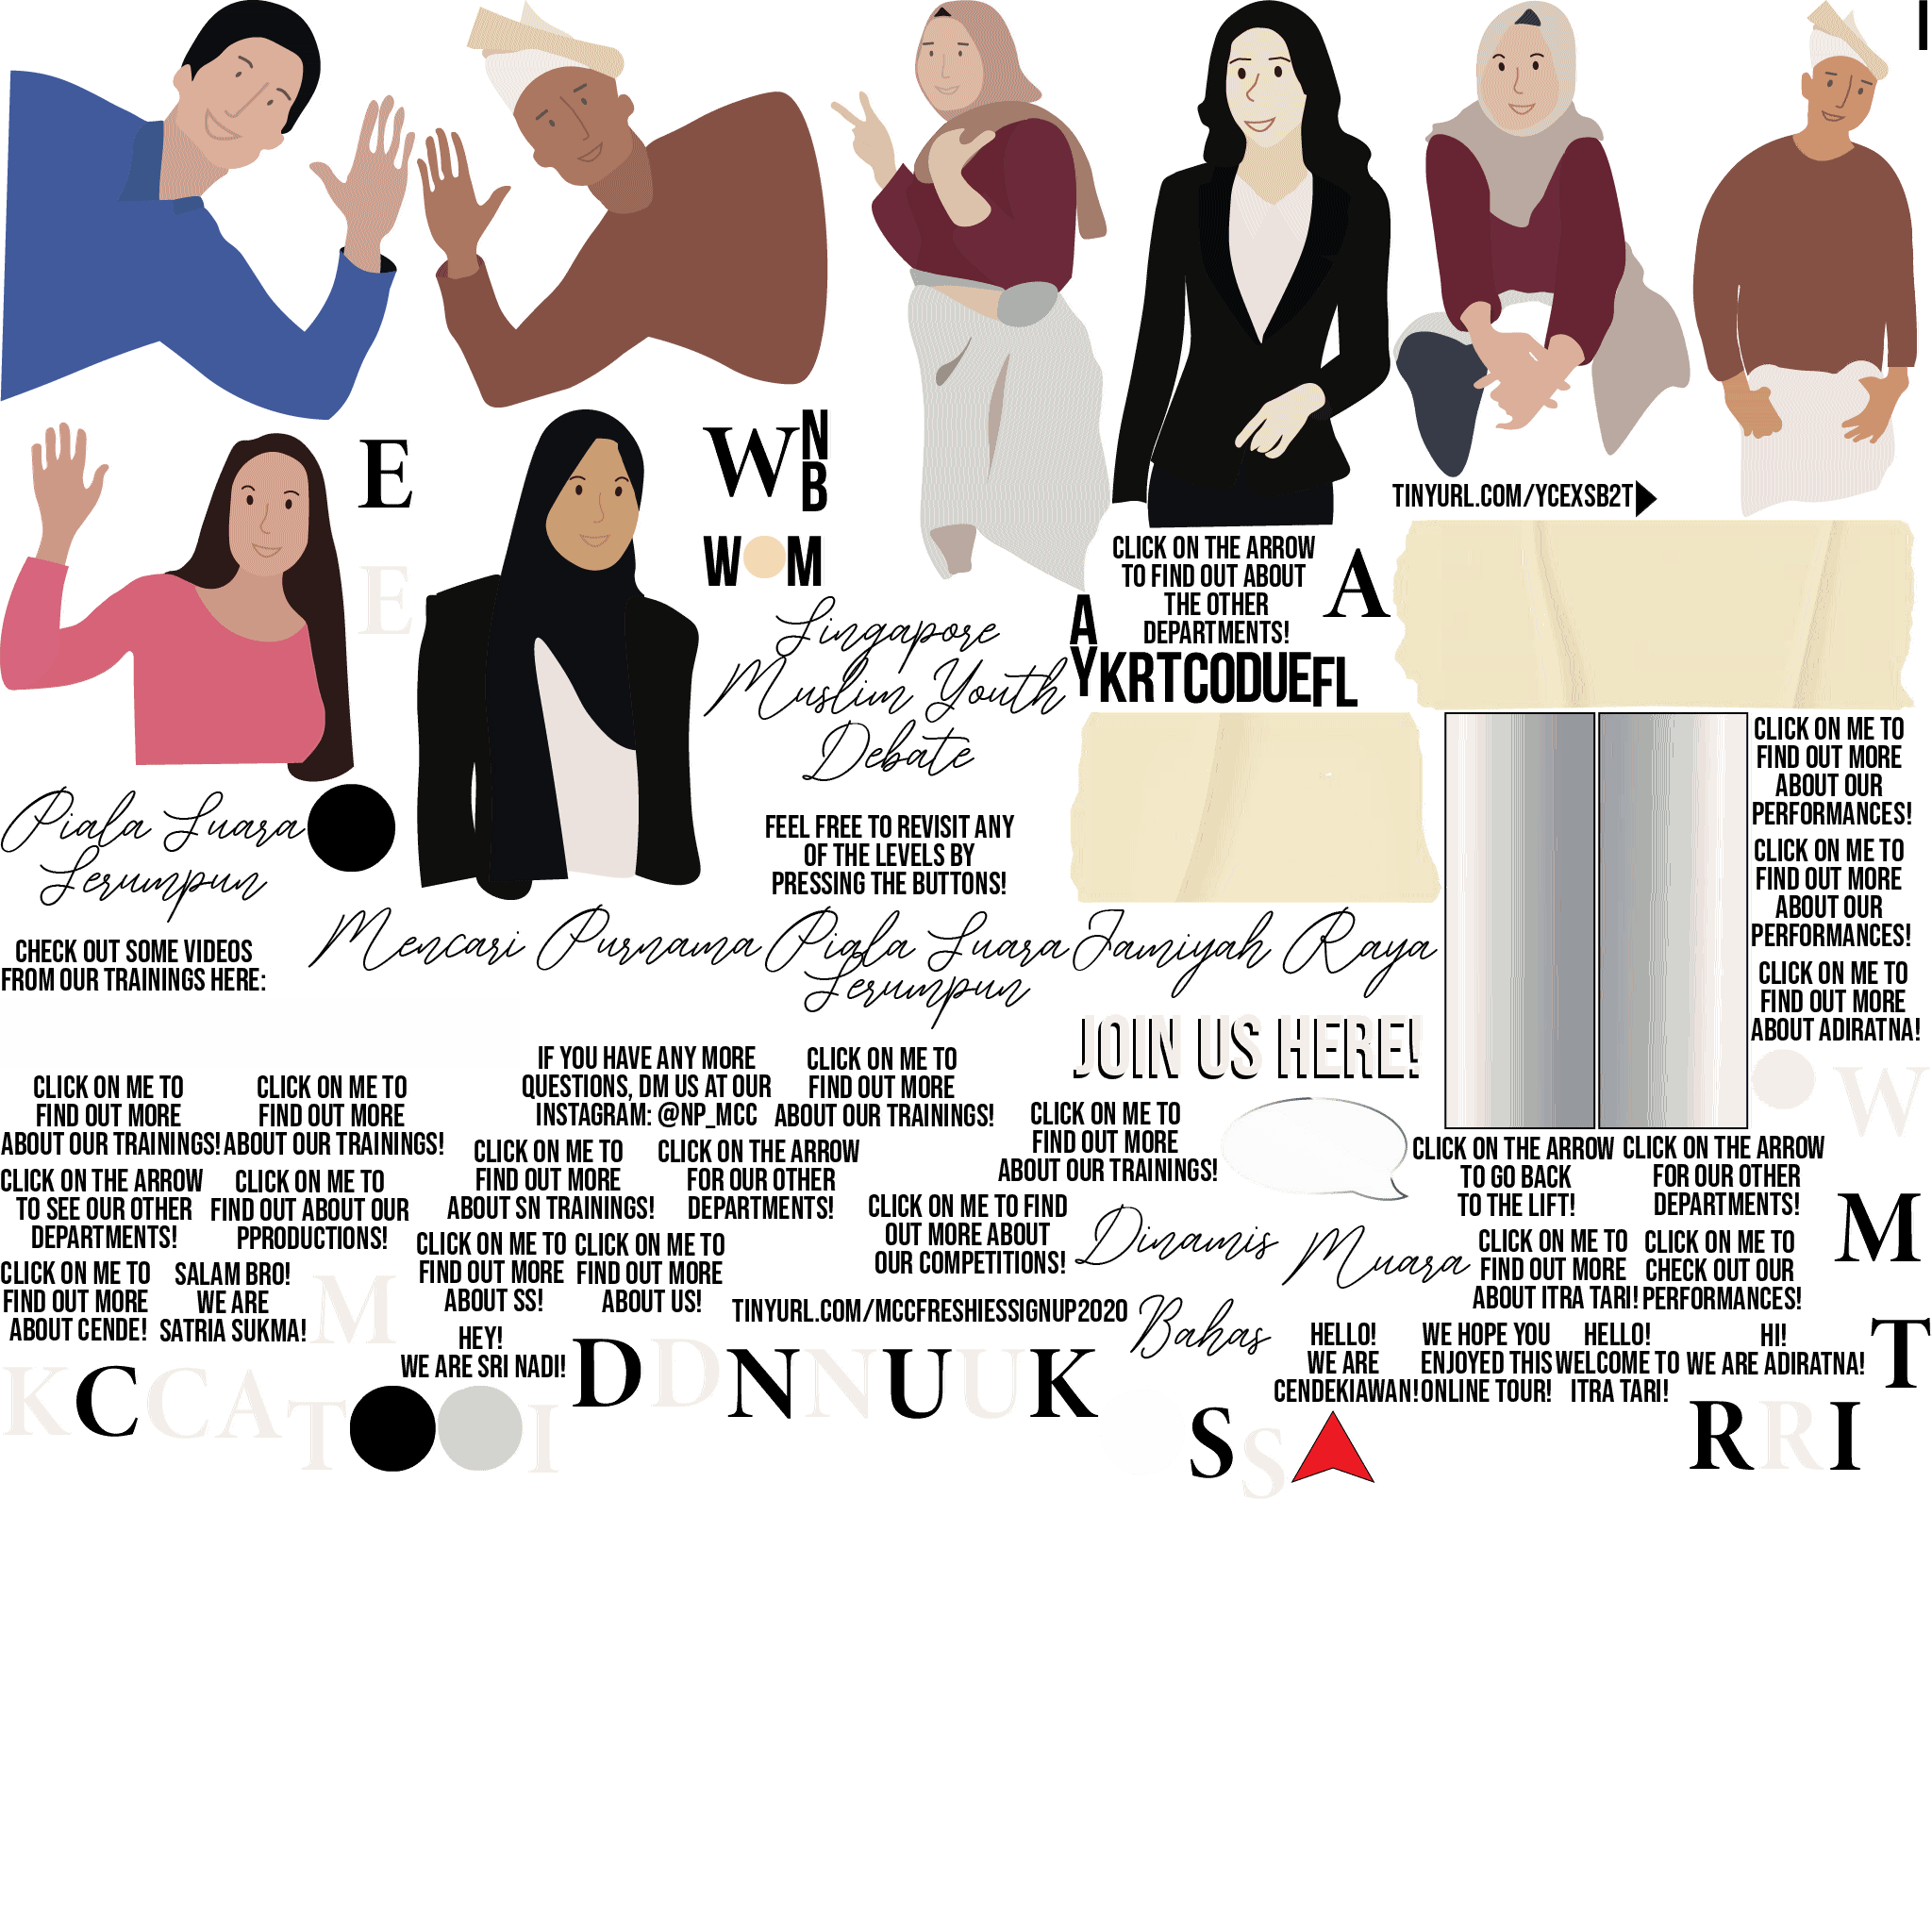 I
E
W
N
B
E
W M
TINYURL.COM/YCEXSB2T
CLICK ON THE ARROW
TO FIND OUT ABOUT
THE OTHER
DEPARTMENTS!
A
A
YKRTCODUEFL
Singapore
Muslim Youth
Debate
Piala Suara
Serumpun
FEEL FREE TO REVISIT ANY
OF THE LEVELS BY
PRESSING THE BUTTONS!
CLICK ON ME TO
FIND OUT MORE
ABOUT OUR
PERFORMANCES!
CLICK ON ME TO
FIND OUT MORE
ABOUT OUR
PERFORMANCES!
CLICK ON ME TO
FIND OUT MORE
ABOUT ADIRATNA!
CHECK OUT SOME VIDEOS
FROM OUR TRAININGS HERE:
Mencari Purnama
Piala Suara
Serumpun
Jamiyah Raya
JOIN US HERE!
W
CLICK ON ME TO
FIND OUT MORE
ABOUT OUR TRAININGS!
CLICK ON ME TO
FIND OUT MORE
ABOUT OUR TRAININGS!
IF YOU HAVE ANY MORE
QUESTIONS, DM US AT OUR
INSTAGRAM: @NP_MCC
CLICK ON ME TO
FIND OUT MORE
ABOUT OUR TRAININGS!
CLICK ON ME TO
FIND OUT MORE
ABOUT OUR TRAININGS!
CLICK ON THE ARROW
TO GO BACK
TO THE LIFT!
CLICK ON THE ARROW
FOR OUR OTHER
DEPARTMENTS!
CLICK ON THE ARROW
TO SEE OUR OTHER
DEPARTMENTS!
CLICK ON ME TO
FIND OUT ABOUT OUR
PPRODUCTIONS!
CLICK ON ME TO
FIND OUT MORE
ABOUT SN TRAININGS!
CLICK ON THE ARROW
FOR OUR OTHER
DEPARTMENTS!
CLICK ON ME TO FIND
OUT MORE ABOUT
OUR COMPETITIONS!
Dinamis
Muara
CLICK ON ME TO
FIND OUT MORE
ABOUT ITRA TARI!
CLICK ON ME TO
CHECK OUT OUR
PERFORMANCES!
M
CLICK ON ME TO
FIND OUT MORE
ABOUT CENDE!
SALAM BRO!
WE ARE
SATRIA SUKMA!
M
CLICK ON ME TO
FIND OUT MORE
ABOUT SS!
CLICK ON ME TO
FIND OUT MORE
ABOUT US!
TINYURL.COM/MCCFRESHIESSIGNUP2020
Bahas
HEY!
WE ARE SRI NADI!
HELLO!
WE ARE
CENDEKIAWAN!
WE HOPE YOU
ENJOYED THIS
ONLINE TOUR!
HELLO!
WELCOME TO
ITRA TARI!
HI!
WE ARE ADIRATNA!
T
K C C A T I D D N N U U K
S S R R I